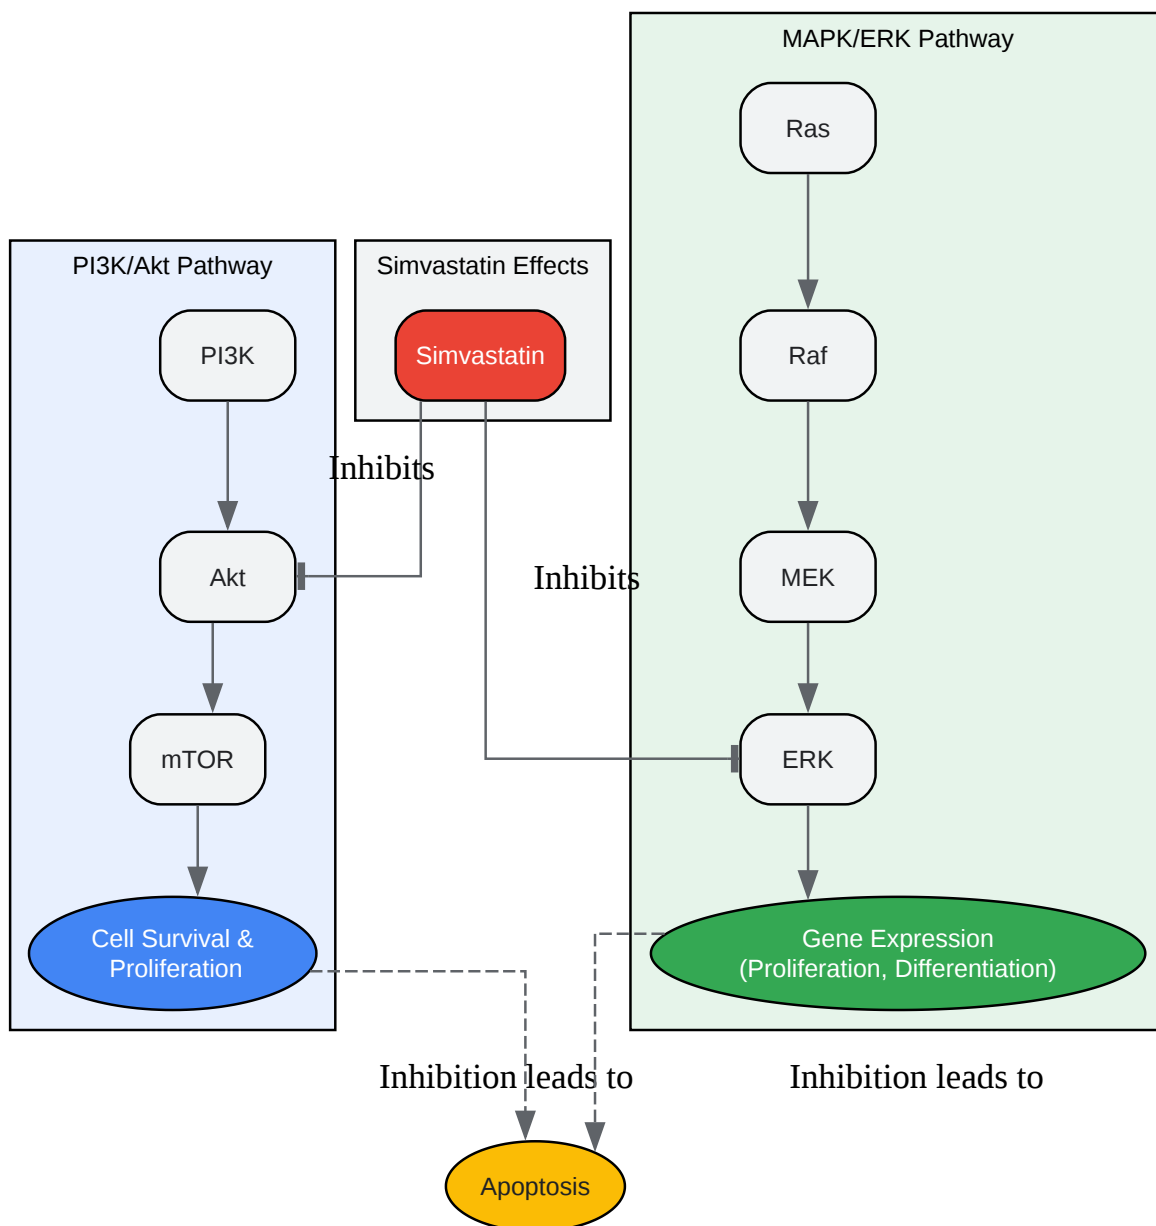 MAPK/ERK Pathway
Ras
PI3K/Akt Pathway
Simvastatin Effects
PI3K
Simvastatin
Raf
Inhibits
Akt
Inhibits
MEK
mTOR
ERK
Cell Survival &
Proliferation
Gene Expression
(Proliferation, Differentiation)
Inhibition leads to
Inhibition leads to
Apoptosis